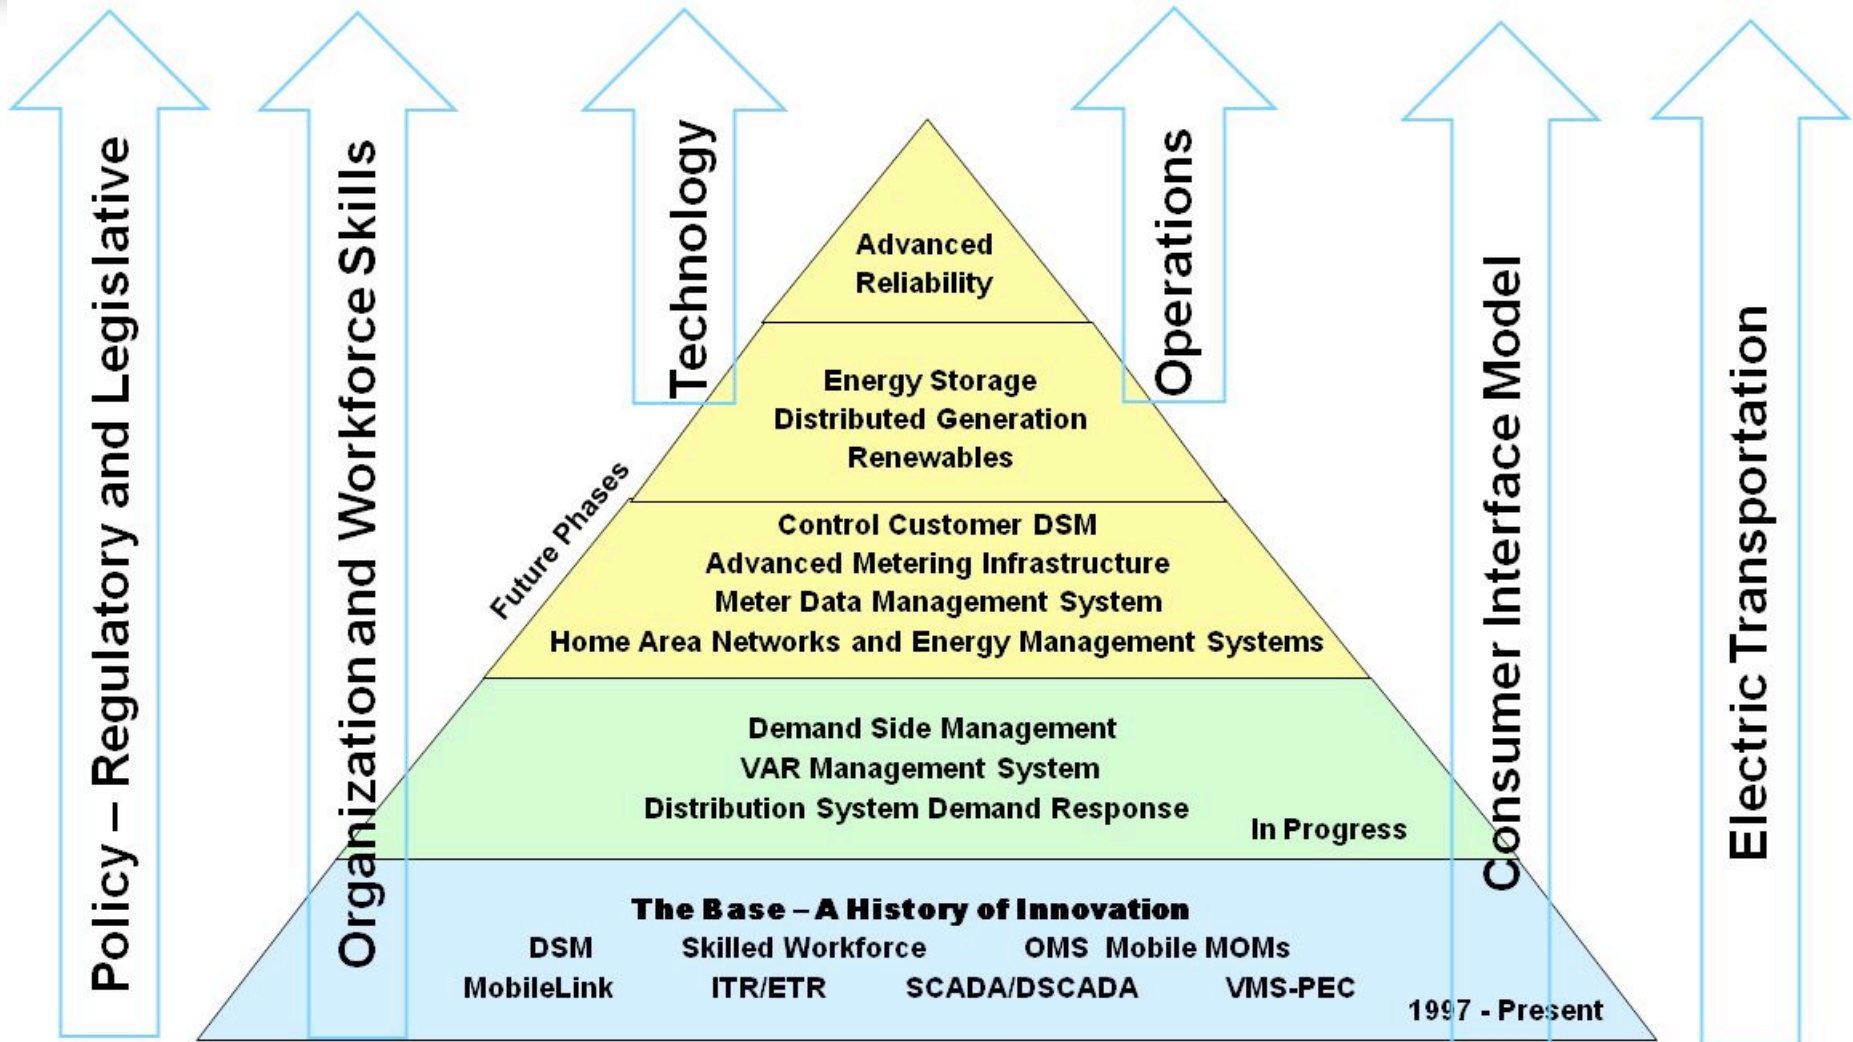 Policy – Regulatory and Legislative
Organization and Workforce Skills
Technology
Operations
Consumer Interface Model
Electric Transportation
Advanced
Reliability
Energy Storage
Distributed Generation
Renewables
Future Phases
Control Customer DSM
Advanced Metering Infrastructure
Meter Data Management System
Home Area Networks and Energy Management Systems
Demand Side Management
VAR Management System
Distribution System Demand Response
In Progress
The Base – A History of Innovation
DSM Skilled Workforce OMS Mobile MOMs
MobileLink ITR/ETR SCADA/DSCADA VMS-PEC
1997 - Present